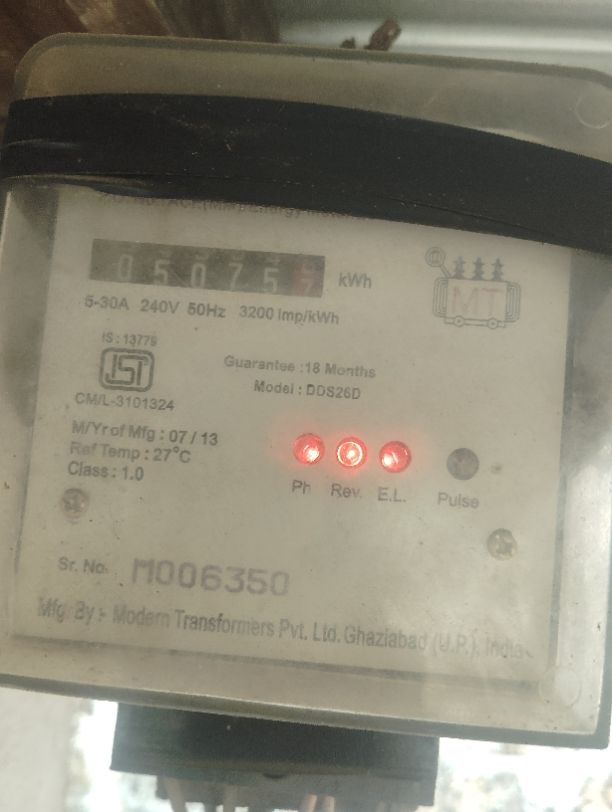 050757 kWh
5-30A 240V 50Hz 3200 Imp/kWh
MT
IS : 13779
ISI
CM/L-3101324
Guarantee :18 Months
Model : DDS26D
M/Yr of Mfg : 07 / 13
Ref Temp : 27°C
Class : 1.0
Ph Rev. E.L. Pulse
Sr. No. M006350
Mfg. By :- Modern Transformers Pvt. Ltd. Ghaziabad (U.P.), India